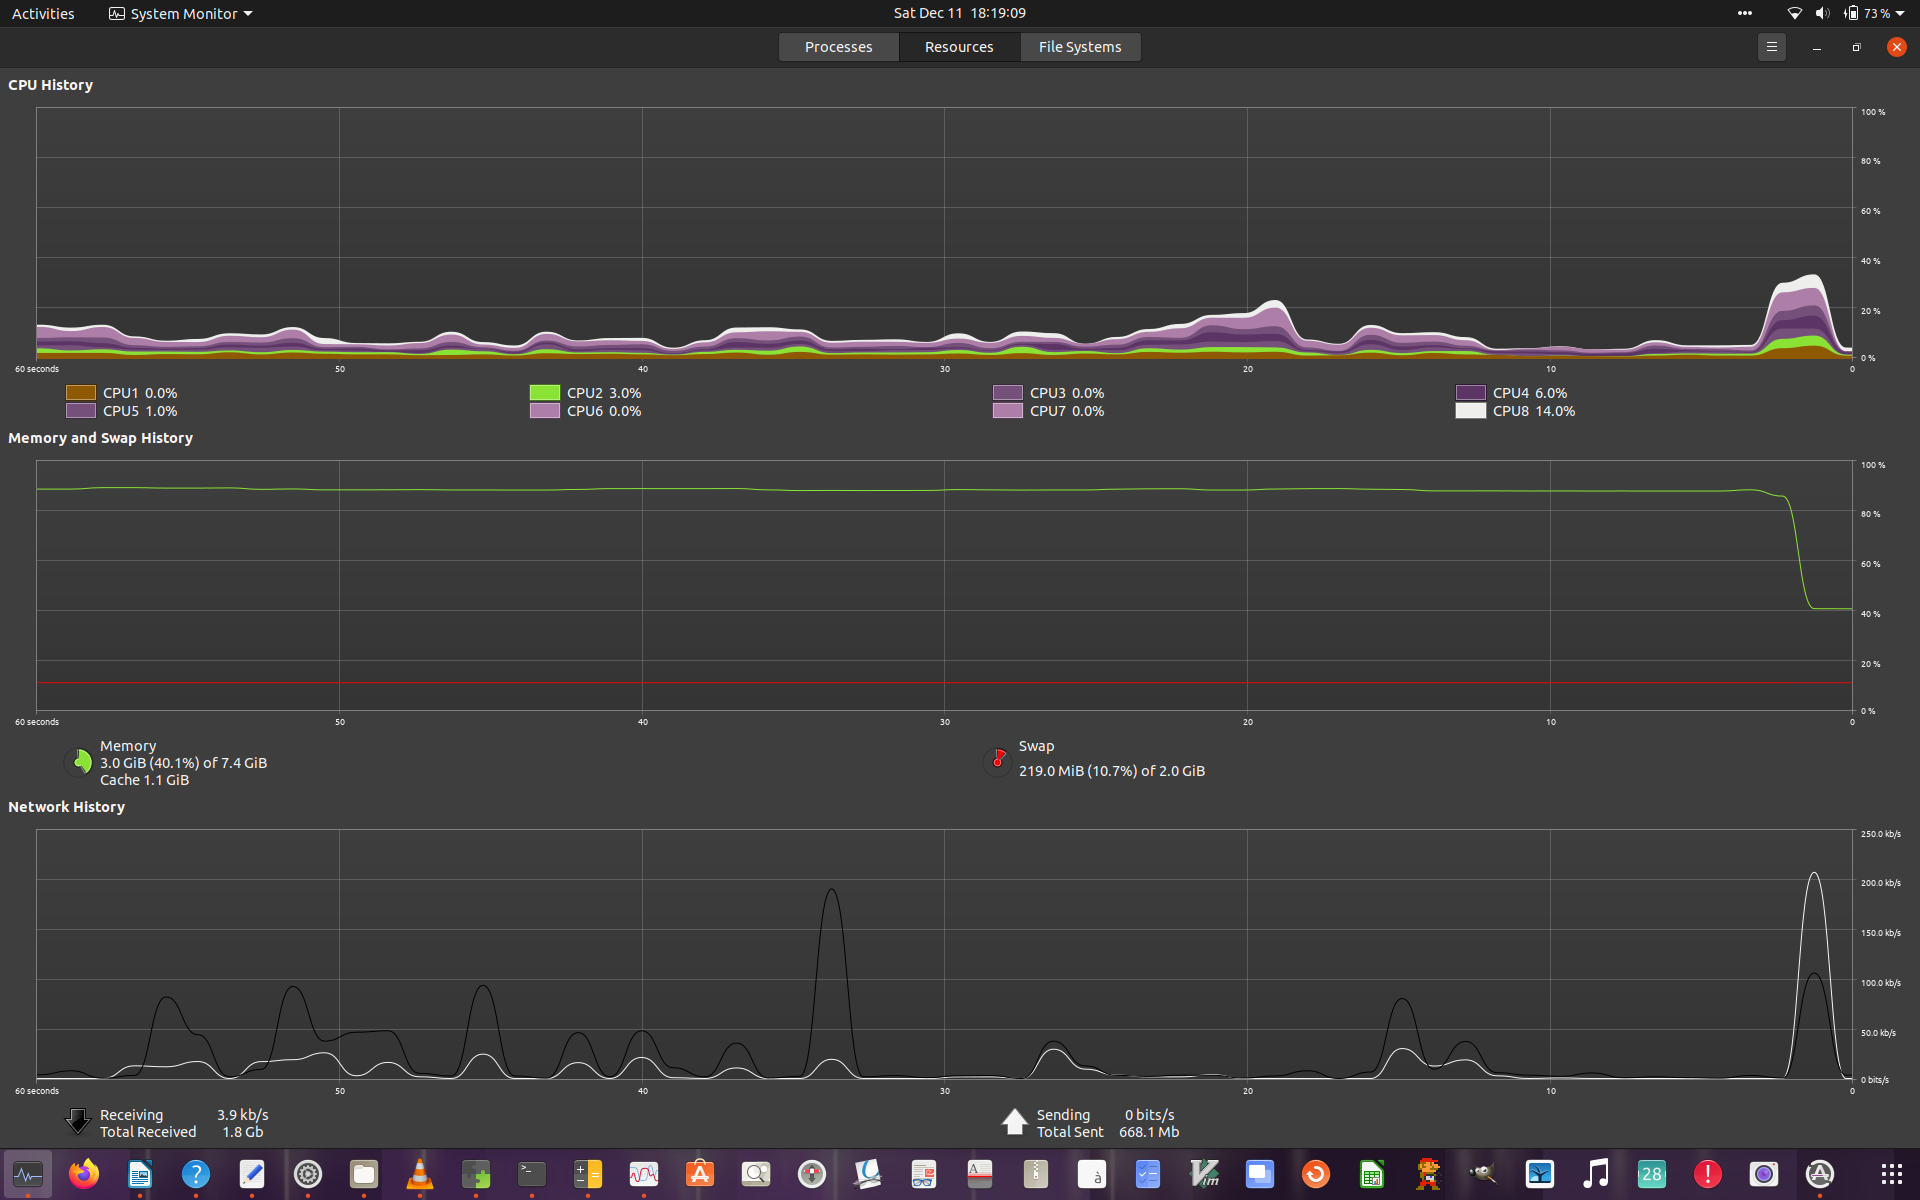 Activities System Monitor Sat Dec 11 18:19:09 73 %
Processes Resources File Systems
CPU History
100 %
80 %
60 %
40 %
20 %
0 %
60 seconds 50 40 30 20 10 0
CPU1 0.0% CPU2 3.0% CPU3 0.0% CPU4 6.0%
CPU5 1.0% CPU6 0.0% CPU7 0.0% CPU8 14.0%
Memory and Swap History
100 %
80 %
60 %
40 %
20 %
0 %
60 seconds 50 40 30 20 10 0
Memory Swap
3.0 GiB (40.1%) of 7.4 GiB 219.0 MiB (10.7%) of 2.0 GiB
Cache 1.1 GiB
Network History
250.0 kb/s
200.0 kb/s
150.0 kb/s
100.0 kb/s
50.0 kb/s
0 bits/s
60 seconds 50 40 30 20 10 0
Receiving 3.9 kb/s Sending 0 bits/s
Total Received 1.8 Gb Total Sent 668.1 Mb
? >_ A à Vim 28 !